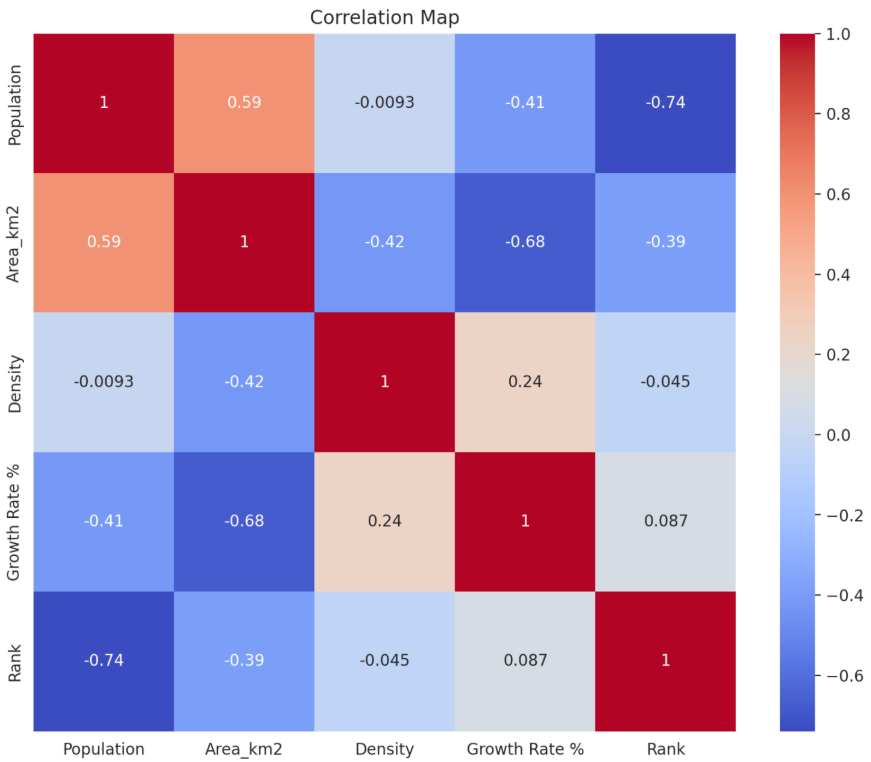 Correlation Map
Population 1 0.59 -0.0093 -0.41 -0.74
Area_km2 0.59 1 -0.42 -0.68 -0.39
Density -0.0093 -0.42 1 0.24 -0.045
Growth Rate % -0.41 -0.68 0.24 1 0.087
Rank -0.74 -0.39 -0.045 0.087 1
Population Area_km2 Density Growth Rate % Rank
1.0
0.8
0.6
0.4
0.2
0.0
−0.2
−0.4
−0.6